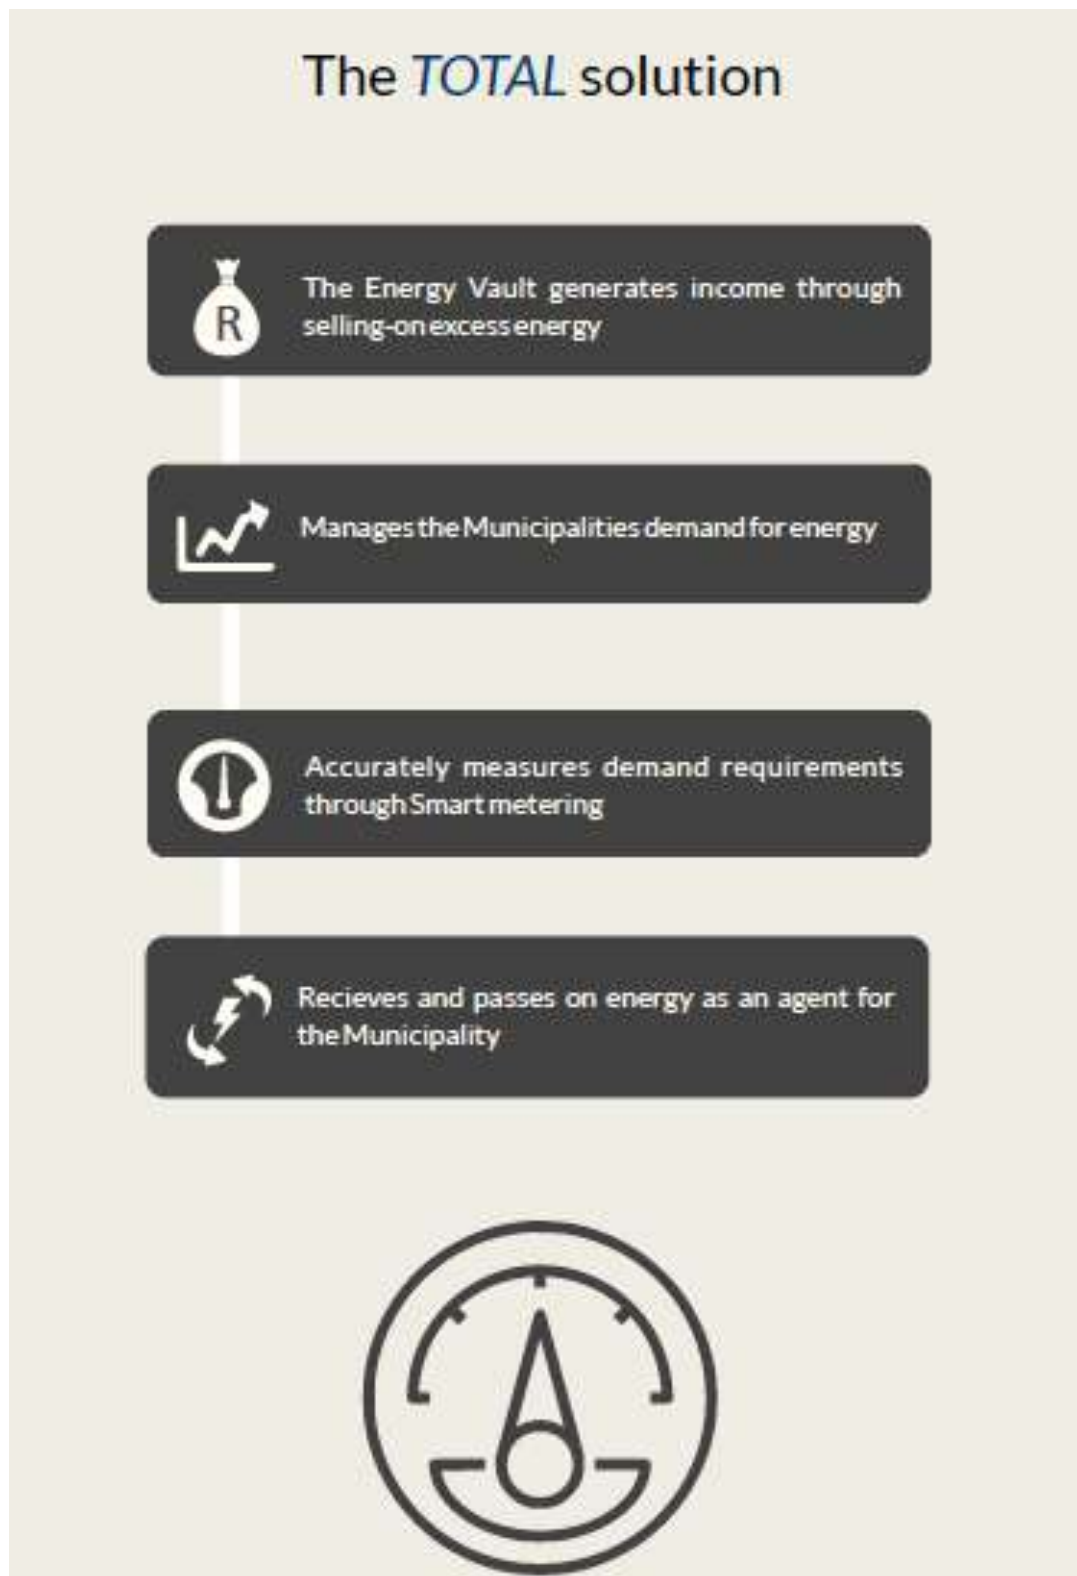 The TOTAL solution
The Energy Vault generates income through
selling-on excess energy
R
Manages the Municipalities demand for energy
Accurately measures demand requirements
through Smart metering
Recieves and passes on energy as an agent for
the Municipality